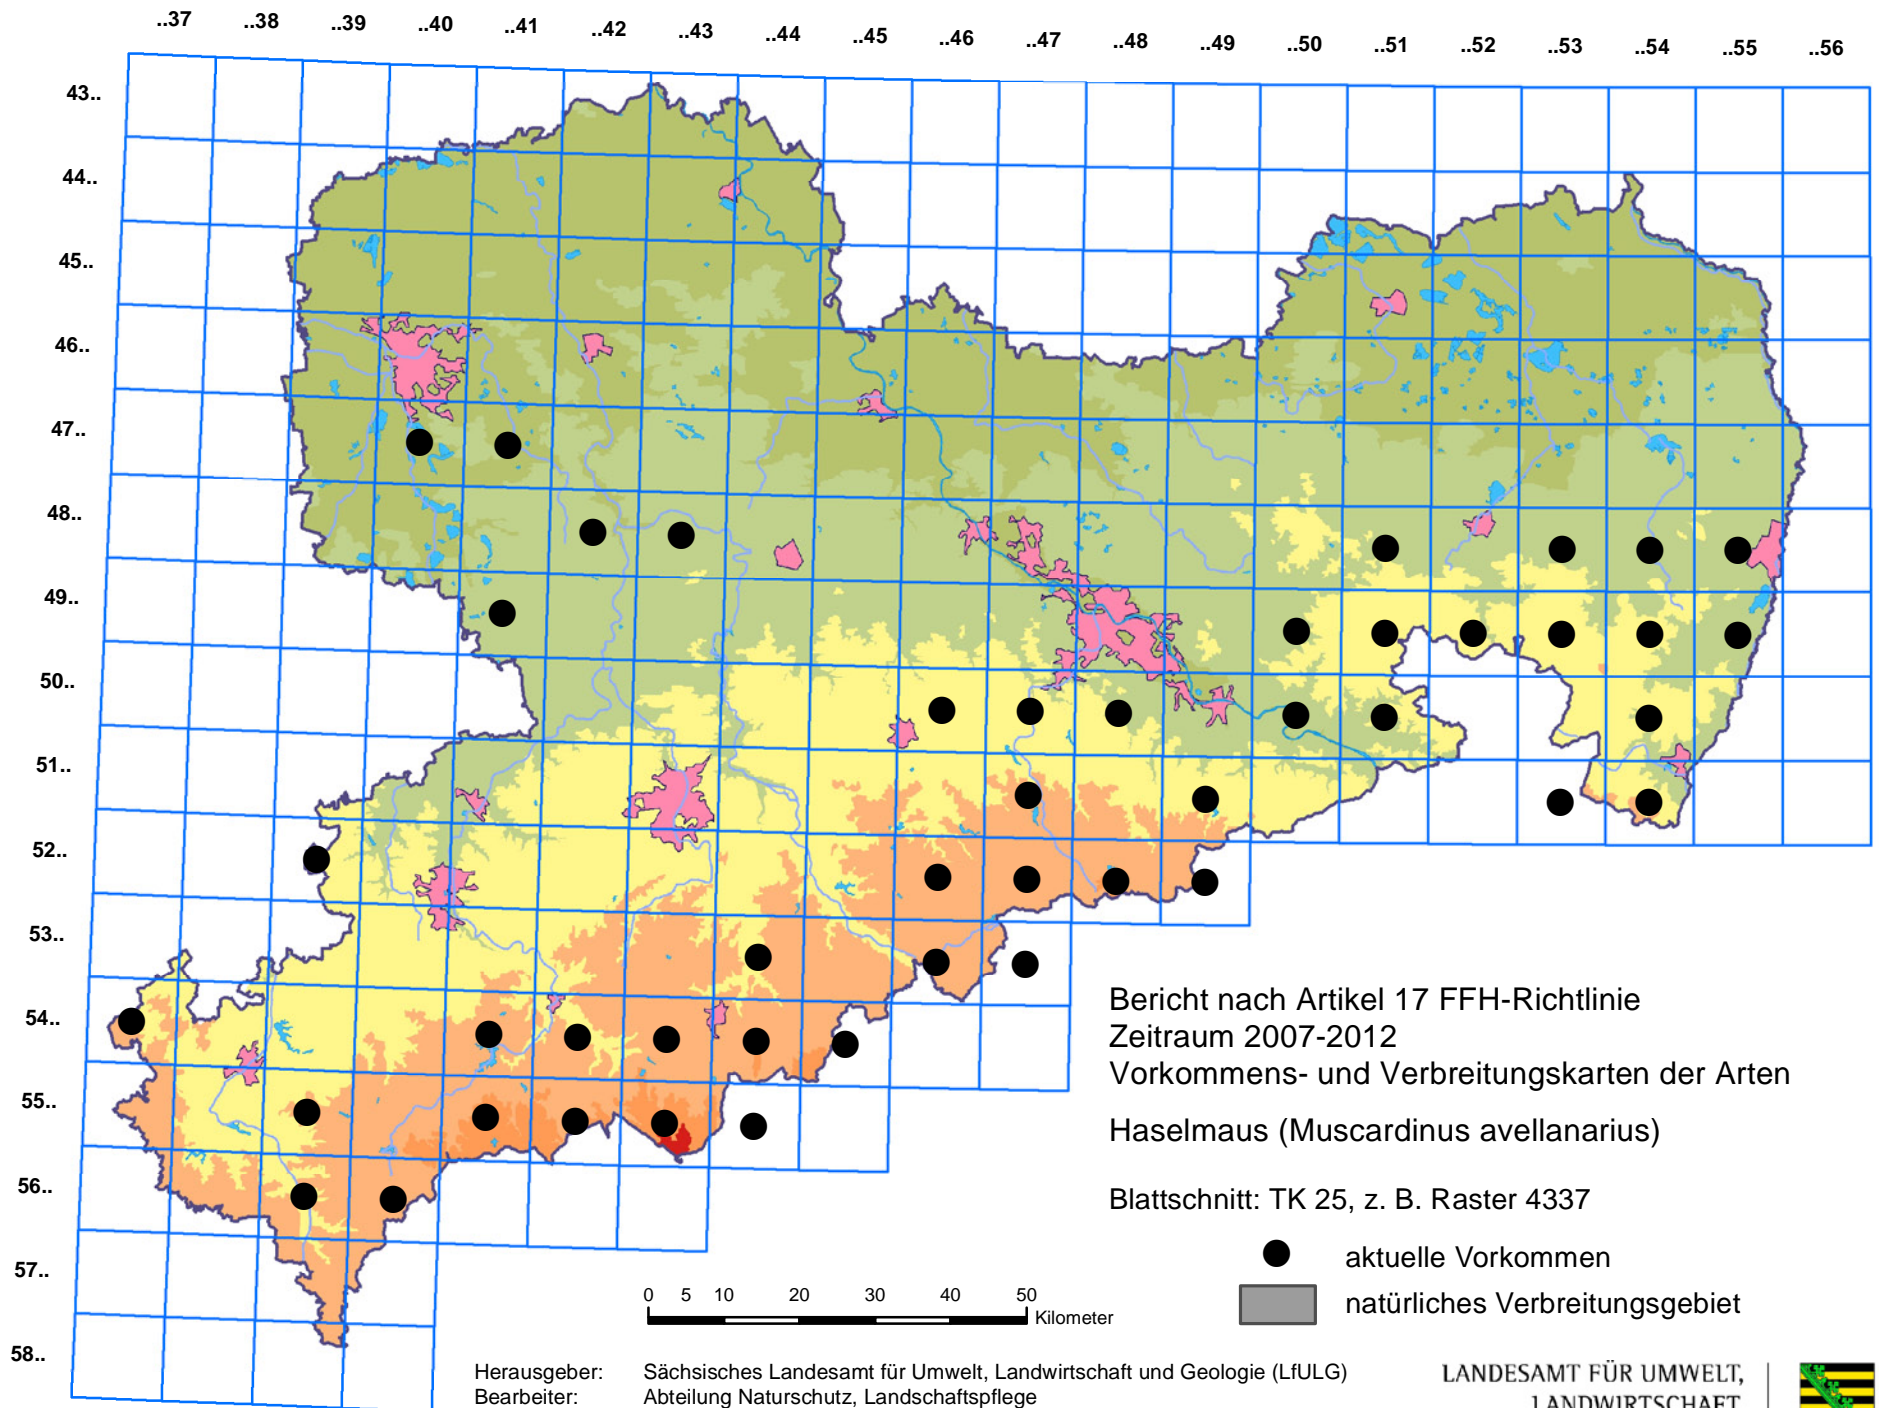 ..37 ..38 ..39 ..40 ..41 ..42 ..43 ..44 ..45 ..46 ..47 ..48 ..49 ..50 ..51 ..52 ..53 ..54 ..55 ..56
43..
44..
45..
46..
47..
48..
49..
50..
51..
52..
53..
54..
55..
56..
57..
58..
Bericht nach Artikel 17 FFH-Richtlinie
Zeitraum 2007-2012
Vorkommens- und Verbreitungskarten der Arten
Haselmaus (Muscardinus avellanarius)
Blattschnitt: TK 25, z. B. Raster 4337
aktuelle Vorkommen
natürliches Verbreitungsgebiet
0 5 10 20 30 40 50
Kilometer
Herausgeber: Sächsisches Landesamt für Umwelt, Landwirtschaft und Geologie (LfULG)
Bearbeiter: Abteilung Naturschutz, Landschaftspflege
LANDESAMT FÜR UMWELT,
LANDWIRTSCHAFT